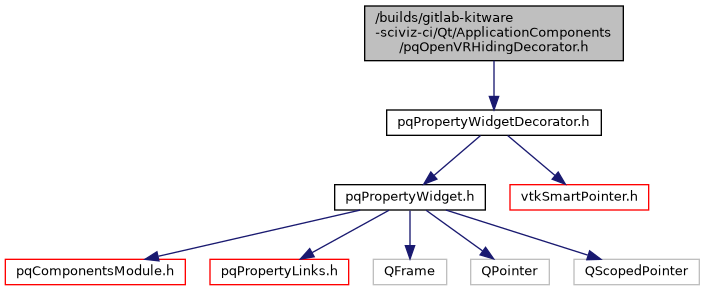 /builds/gitlab-kitware
-sciviz-ci/Qt/ApplicationComponents
/pqOpenVRHidingDecorator.h
pqPropertyWidgetDecorator.h
pqPropertyWidget.h
vtkSmartPointer.h
pqComponentsModule.h
pqPropertyLinks.h
QFrame
QPointer
QScopedPointer